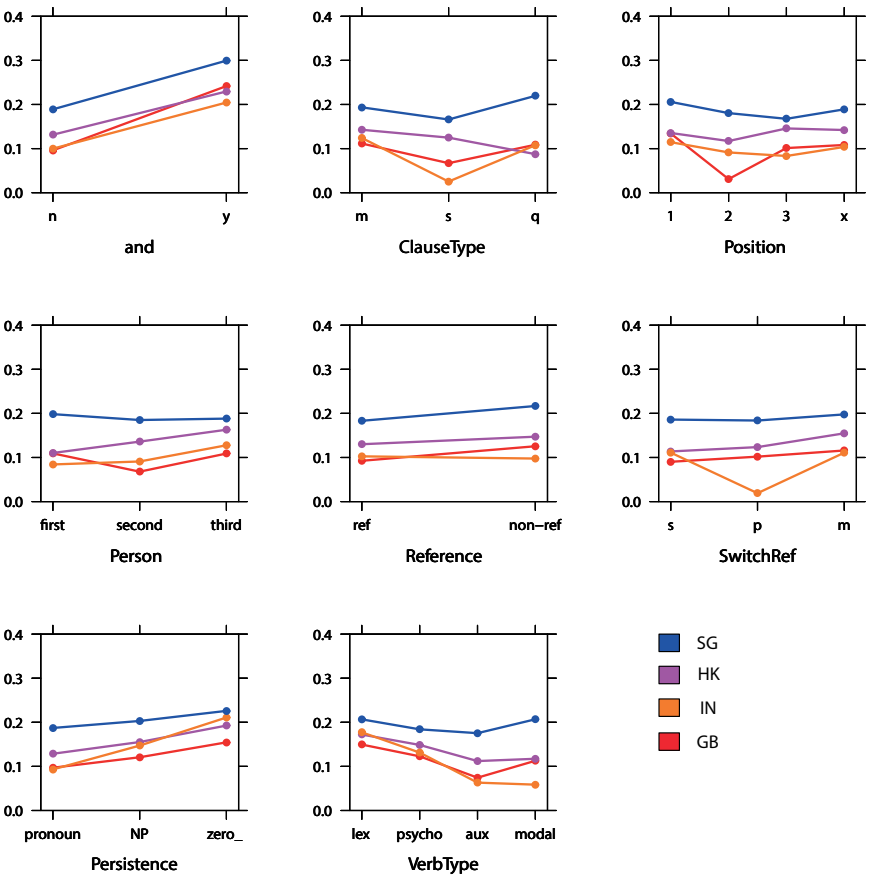 0.4
0.3
0.2
0.1
0.0
n y
and
0.4
0.3
0.2
0.1
0.0
m s q
ClauseType
0.4
0.3
0.2
0.1
0.0
1 2 3 x
Position
0.4
0.3
0.2
0.1
0.0
first second third
Person
0.4
0.3
0.2
0.1
0.0
ref non-ref
Reference
0.4
0.3
0.2
0.1
0.0
s p m
SwitchRef
0.4
0.3
0.2
0.1
0.0
pronoun NP zero_
Persistence
0.4
0.3
0.2
0.1
0.0
lex psycho aux modal
VerbType
SG
HK
IN
GB